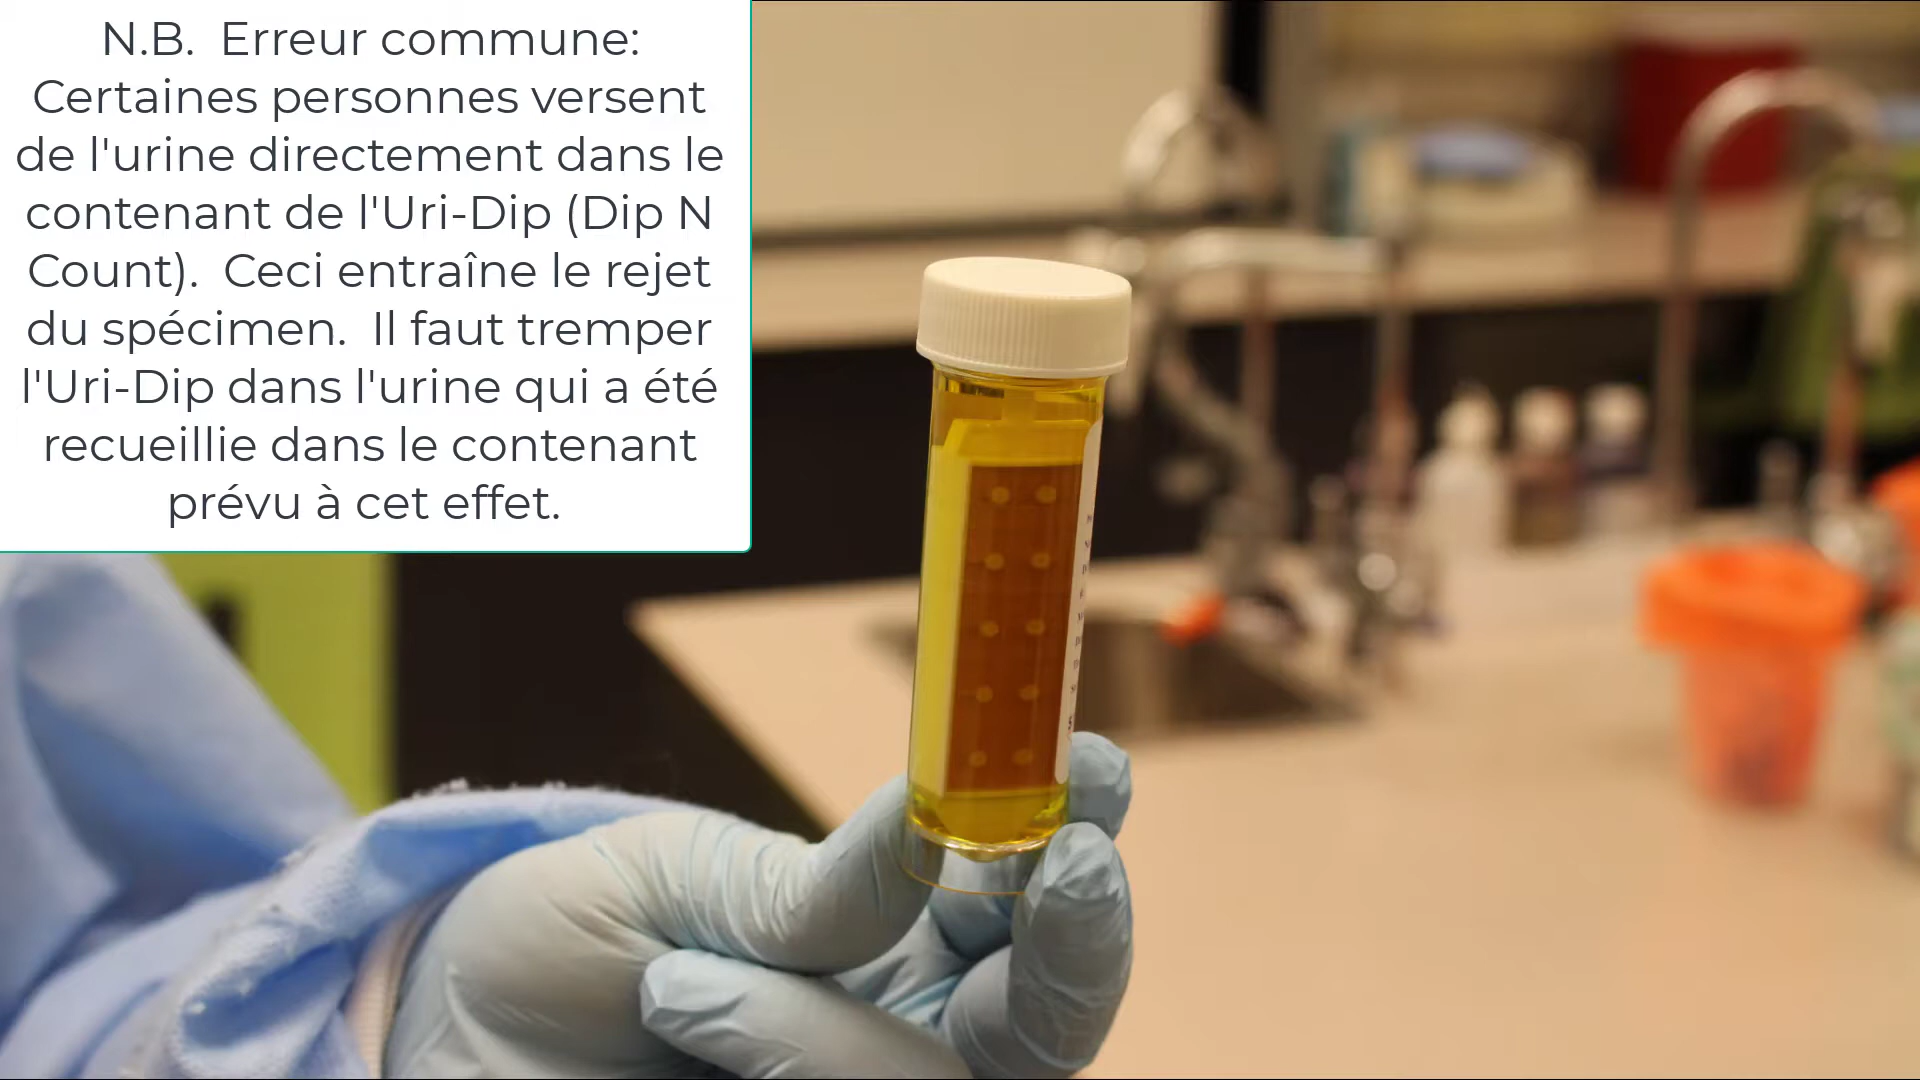 N.B.  Erreur commune:
Certaines personnes versent
de l'urine directement dans le
contenant de l'Uri-Dip (Dip N
Count).  Ceci entraîne le rejet
du spécimen.  Il faut tremper
l'Uri-Dip dans l'urine qui a été
recueillie dans le contenant
prévu à cet effet.